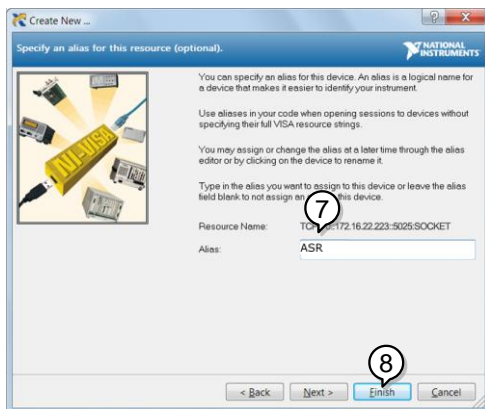 Create New ...
Specify an alias for this resource (optional).
NATIONAL
INSTRUMENTS
You can specify an alias for this device. An alias is a logical name for
a device that makes it easier to identify your instrument.
Use aliases in your code when opening sessions to devices without
specifying their full VISA resource strings.
You may assign or change the alias at a later time through the alias
editor or by clicking on the device to rename it.
Type in the alias you want to assign to this device or leave the alias
field blank to not assign an this device.
7
Resource Name: 172.16.22.223::5025:SOCKET
Alias: ASR
NI-VISA
8
< Back Next > Finish Cancel